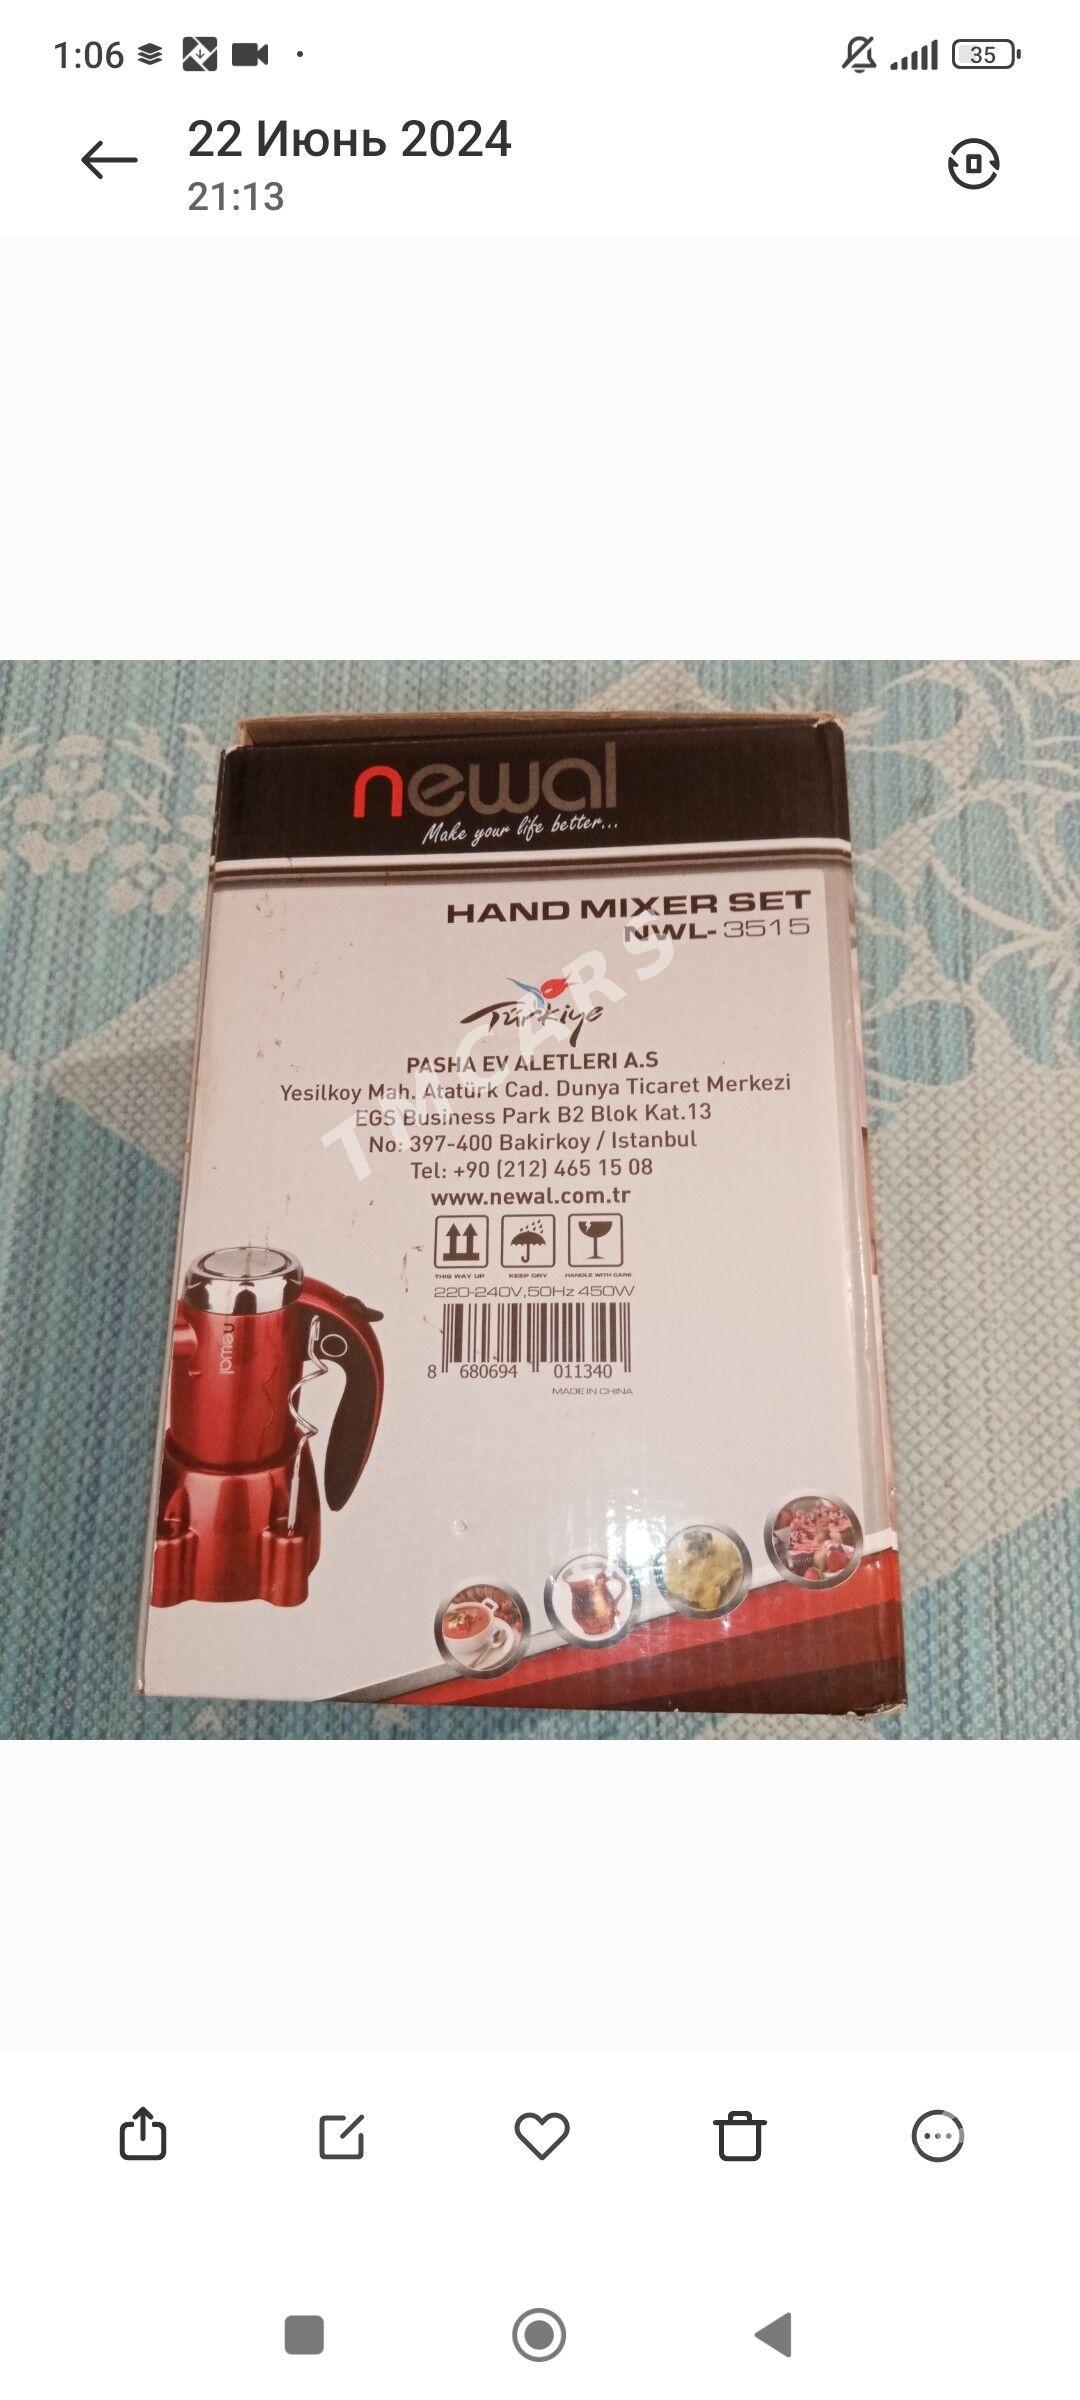 1:06
35
22 Июнь 2024
21:13
newal
Make your life better...
HAND MIXER SET
NWL-3515
Türkiye
PASHA EV ALETLERI A.S
Yesilkoy Mah. Atatürk Cad. Dunya Ticaret Merkezi
EGS Business Park B2 Blok Kat.13
No: 397-400 Bakirkoy / Istanbul
Tel: +90 (212) 465 15 08
www.newal.com.tr
THIS WAY UP KEEP DRY HANDLE WITH CARE
220-240V,50Hz 450W
8 680694 011340
MADE IN CHINA
newal
TMCARS